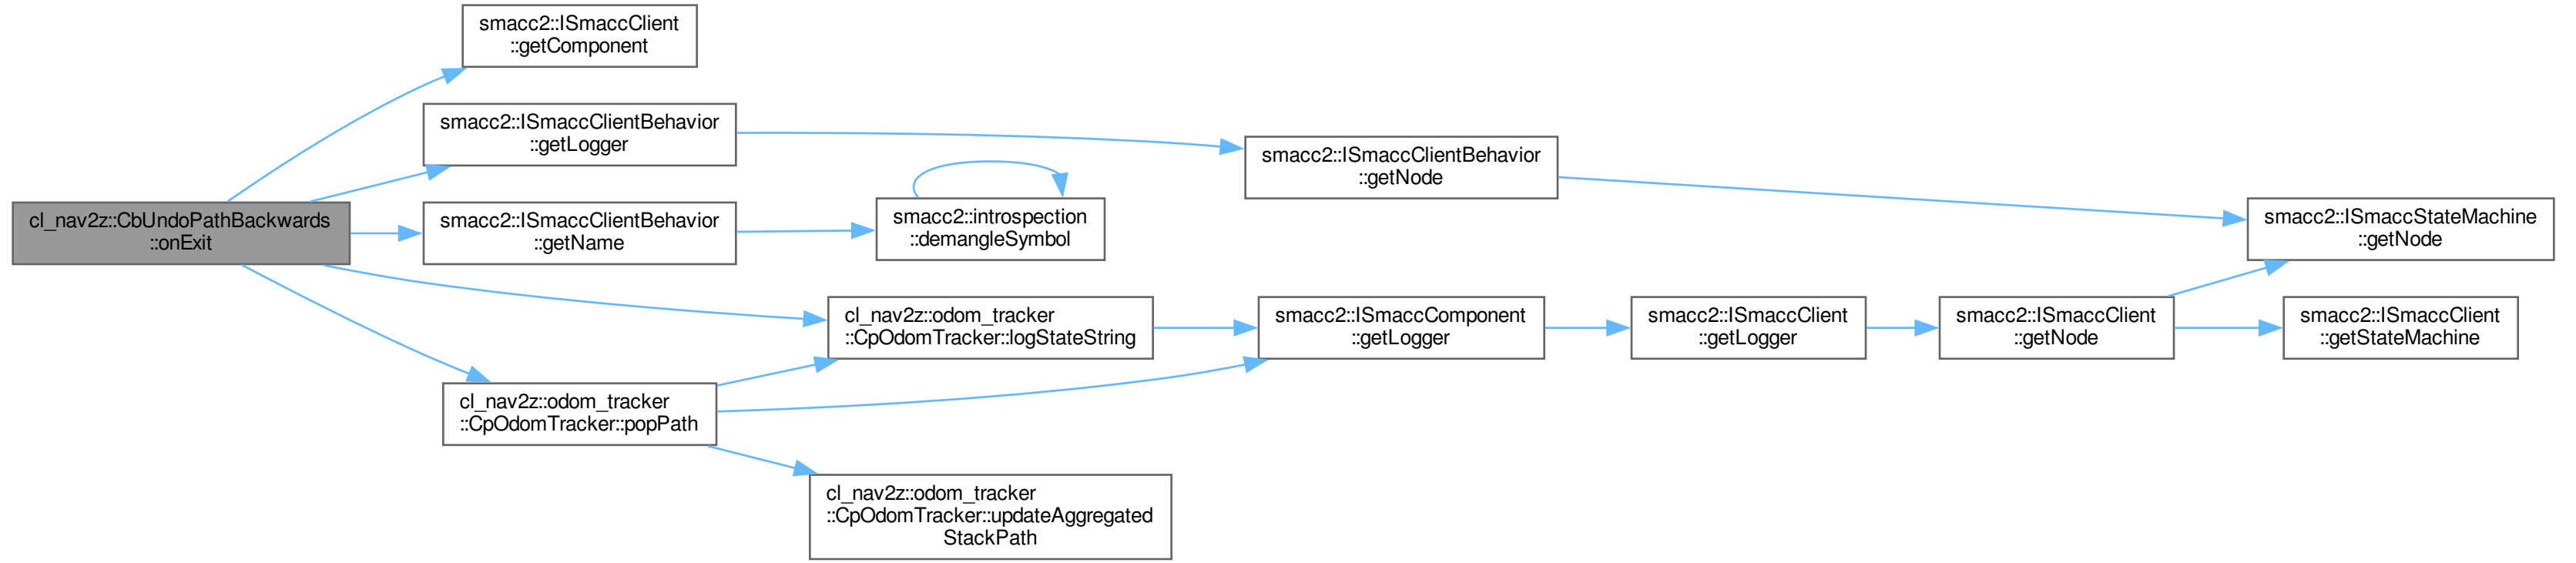 smacc2::ISmaccClient
::getComponent
smacc2::ISmaccClientBehavior
::getLogger
smacc2::ISmaccClientBehavior
::getNode
cl_nav2z::CbUndoPathBackwards
::onExit
smacc2::ISmaccClientBehavior
::getName
smacc2::introspection
::demangleSymbol
smacc2::ISmaccStateMachine
::getNode
cl_nav2z::odom_tracker
::CpOdomTracker::logStateString
smacc2::ISmaccComponent
::getLogger
smacc2::ISmaccClient
::getLogger
smacc2::ISmaccClient
::getNode
smacc2::ISmaccClient
::getStateMachine
cl_nav2z::odom_tracker
::CpOdomTracker::popPath
cl_nav2z::odom_tracker
::CpOdomTracker::updateAggregated
StackPath